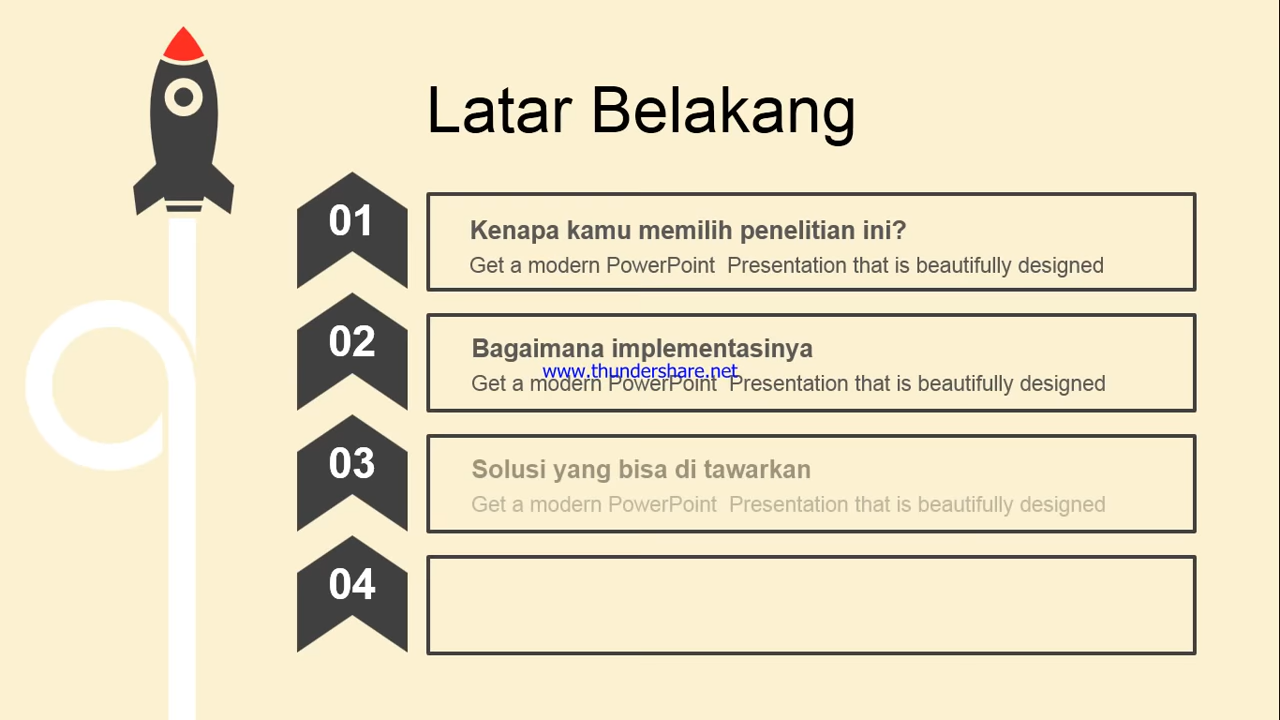 Latar Belakang
01
Kenapa kamu memilih penelitian ini?
Get a modern PowerPoint  Presentation that is beautifully designed
02
Bagaimana implementasinya
www.thundershare.net
Get a modern PowerPoint  Presentation that is beautifully designed
03
Solusi yang bisa di tawarkan
Get a modern PowerPoint  Presentation that is beautifully designed
04